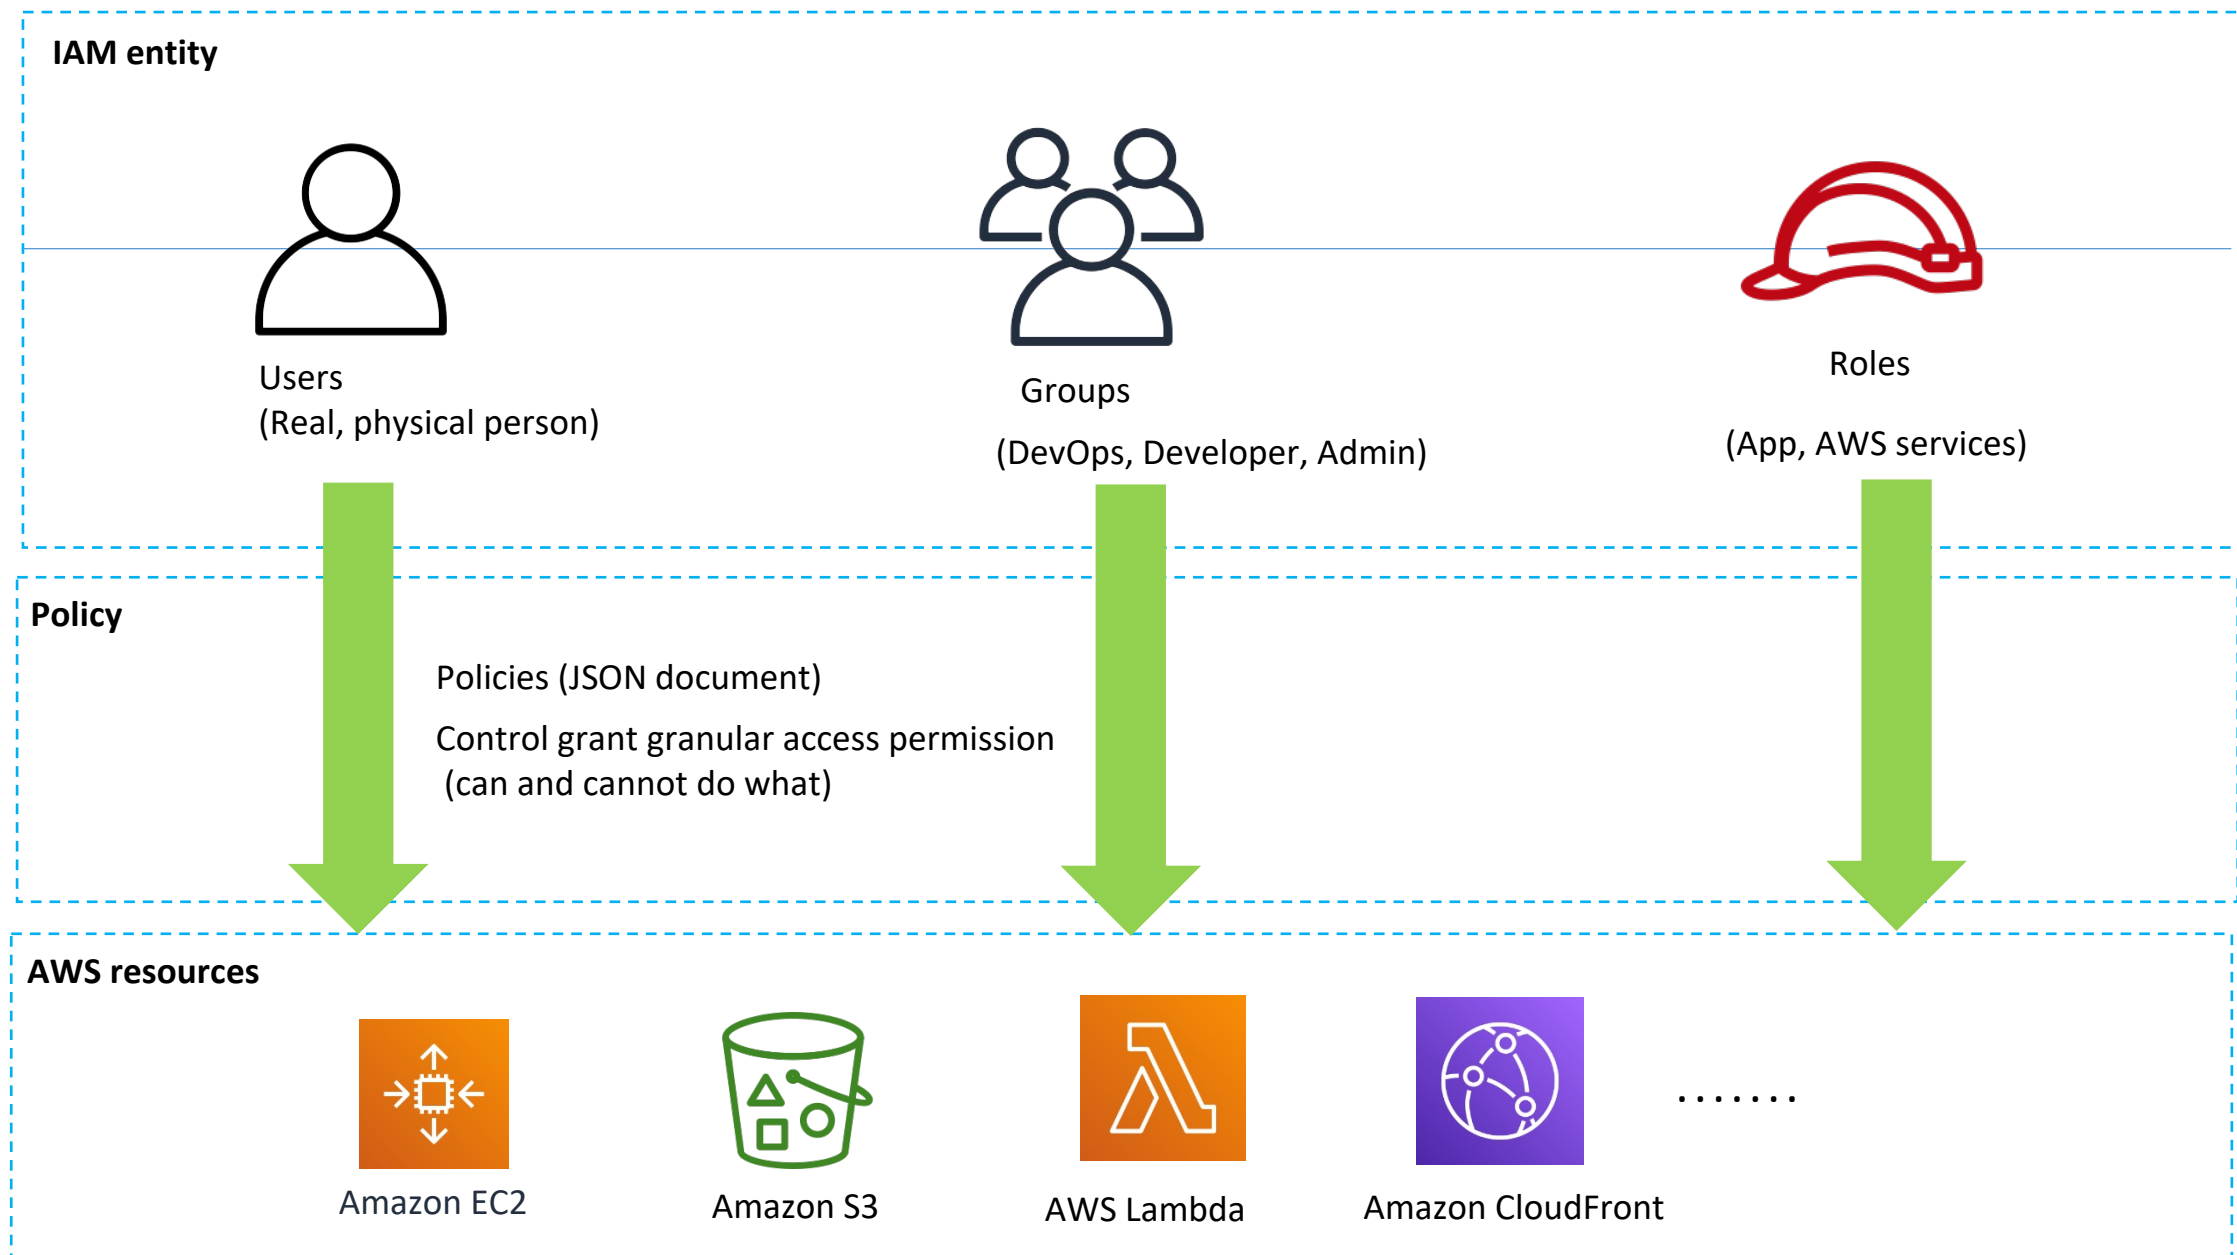 IAM entity
Users
(Real, physical person)
Groups
(DevOps, Developer, Admin)
Roles
(App, AWS services)
Policy
Policies (JSON document)
Control grant granular access permission
(can and cannot do what)
AWS resources
Amazon EC2
Amazon S3
AWS Lambda
Amazon CloudFront
.......